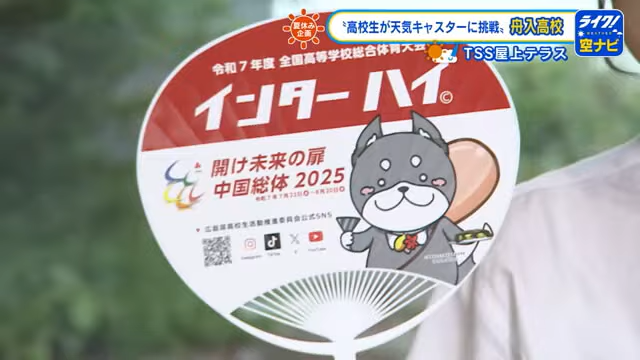 夏休み
企画
〝高校生が天気キャスターに挑戦〟舟入高校
TSS屋上テラス
ライク!
空ナビ
令和7年度 全国高等学校総合体育大会
インターハイ©
開け未来の扉
中国総体 2025
広島県高校生活動推進委員会公式SNS
Instagram
TikTok
X
YouTube